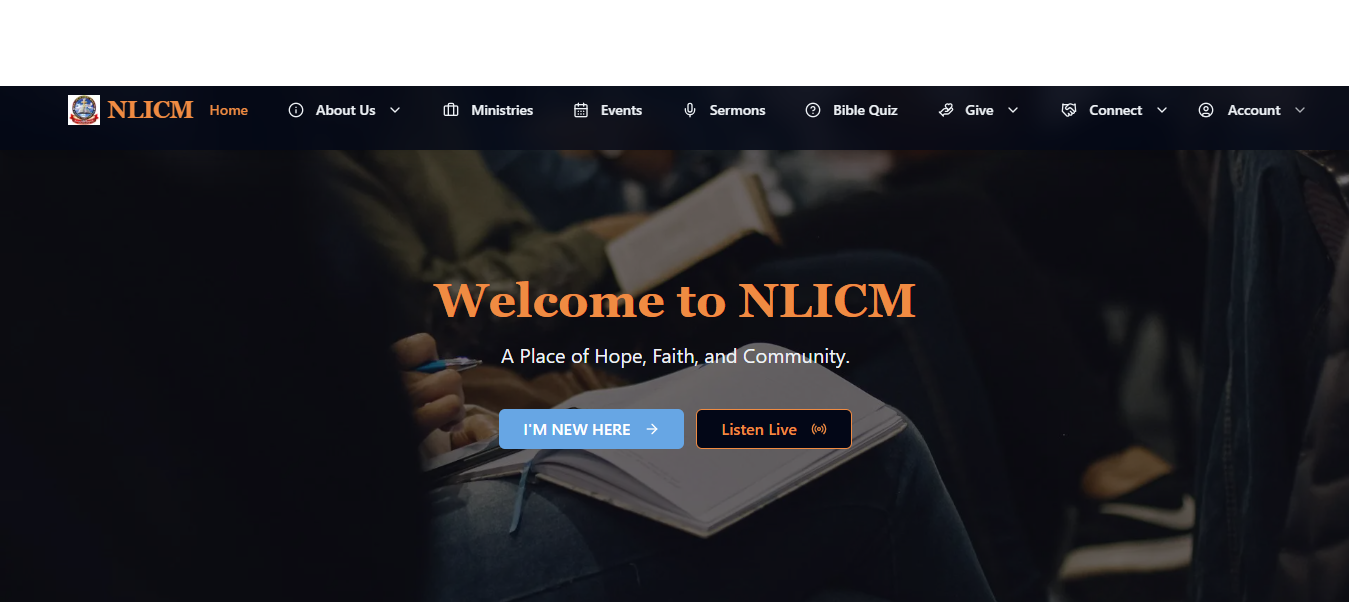 NLICM Home About Us Ministries Events Sermons Bible Quiz Give Connect Account
Welcome to NLICM
A Place of Hope, Faith, and Community.
I'M NEW HERE Listen Live